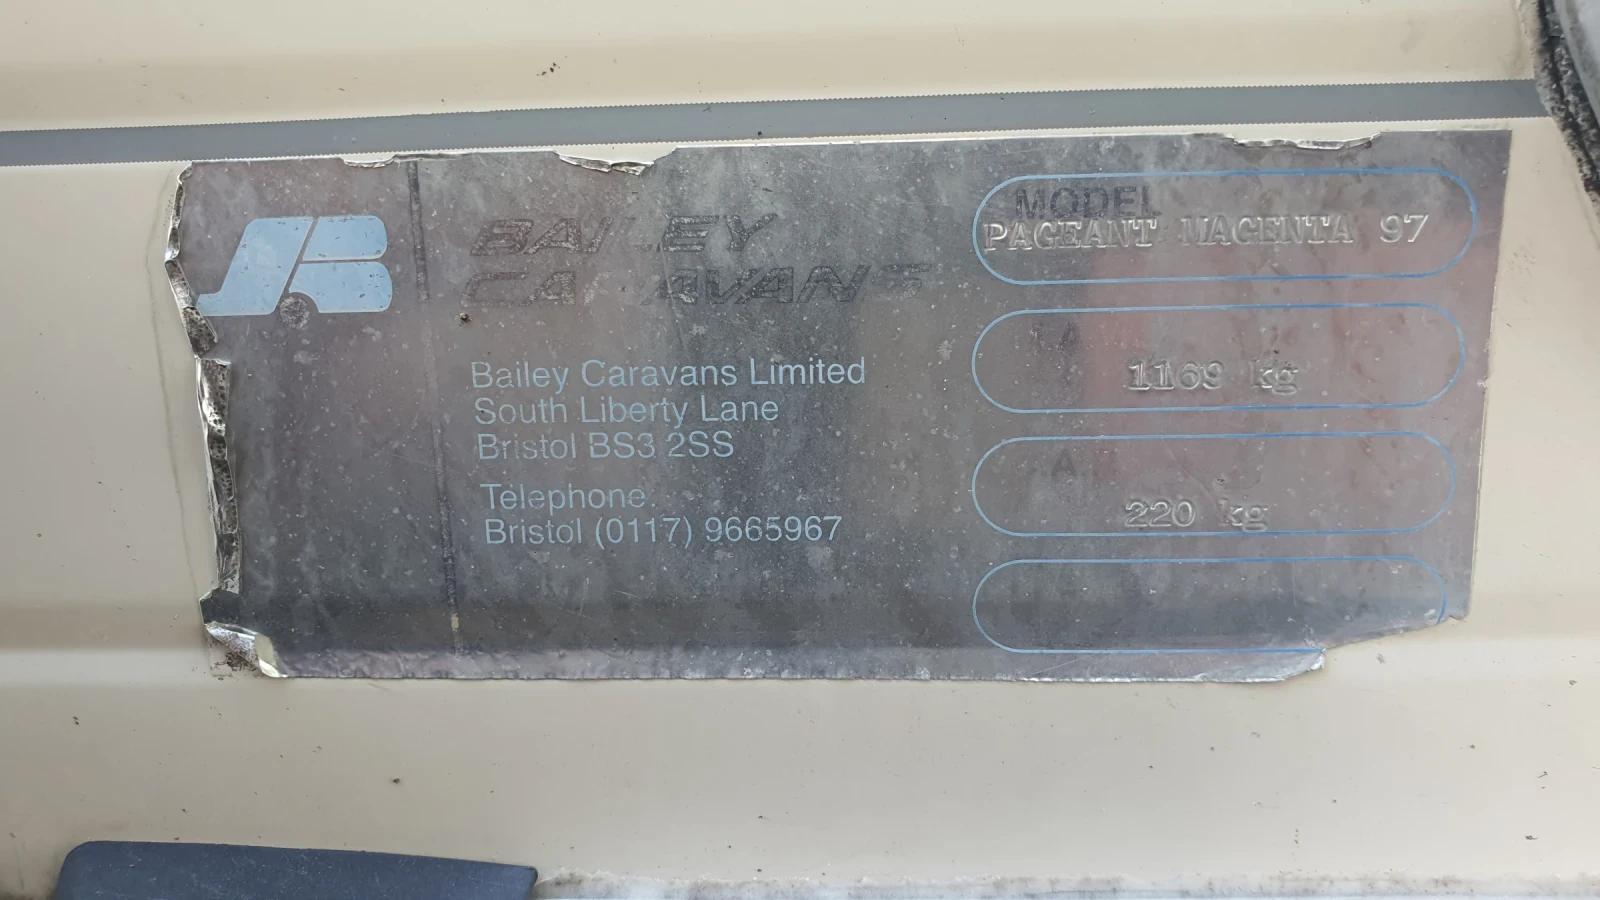 BAILEY
CARAVANS
Bailey Caravans Limited
South Liberty Lane
Bristol BS3 2SS
Telephone
Bristol (0117) 9665967
MODEL
PAGEANT MAGENTA 97
1169 kg
220 kg